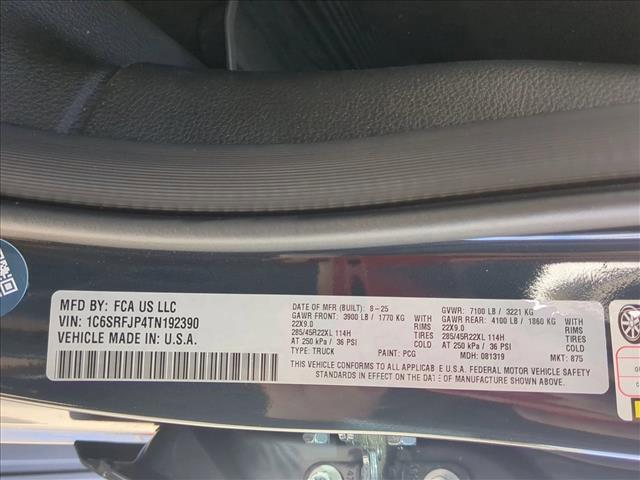 MFD BY: FCA US LLC
VIN: 1C6SRFJP4TN192390
VEHICLE MADE IN: U.S.A.
DATE OF MFR (BUILT): 8-25
GAWR FRONT: 3900 LB / 1770 KG WITH
22X9.0 RIMS
285/45R22XL 114H TIRES
AT 250 kPa / 36 PSI COLD
TYPE: TRUCK PAINT: PCG
GVWR: 7100 LB / 3221 KG
GAWR REAR: 4100 LB / 1860 KG WITH
22X9.0 RIMS
285/45R22XL 114H TIRES
AT 250 kPa / 36 PSI COLD
MDH: 081319 MKT: 875
THIS VEHICLE CONFORMS TO ALL APPLICABLE U.S.A. FEDERAL MOTOR VEHICLE SAFETY
STANDARDS IN EFFECT ON THE DATE OF MANUFACTURE SHOWN ABOVE.